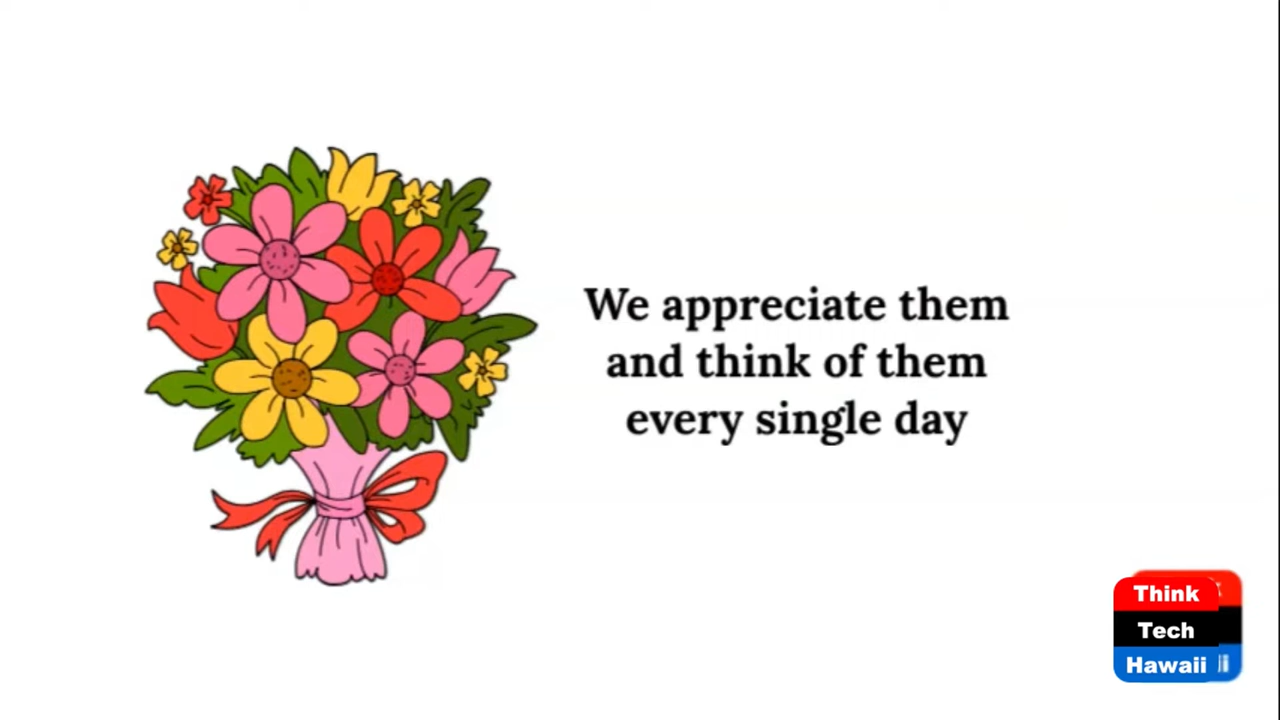 We appreciate them
and think of them
every single day
Think
Tech
Hawaii